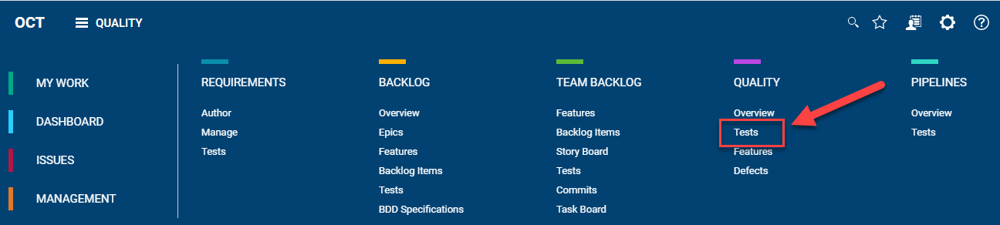 OCT
QUALITY
MY WORK
DASHBOARD
ISSUES
MANAGEMENT
REQUIREMENTS
Author
Manage
Tests
BACKLOG
Overview
Epics
Features
Backlog Items
Tests
BDD Specifications
TEAM BACKLOG
Features
Backlog Items
Story Board
Tests
Commits
Task Board
QUALITY
Overview
Tests
Features
Defects
PIPELINES
Overview
Tests